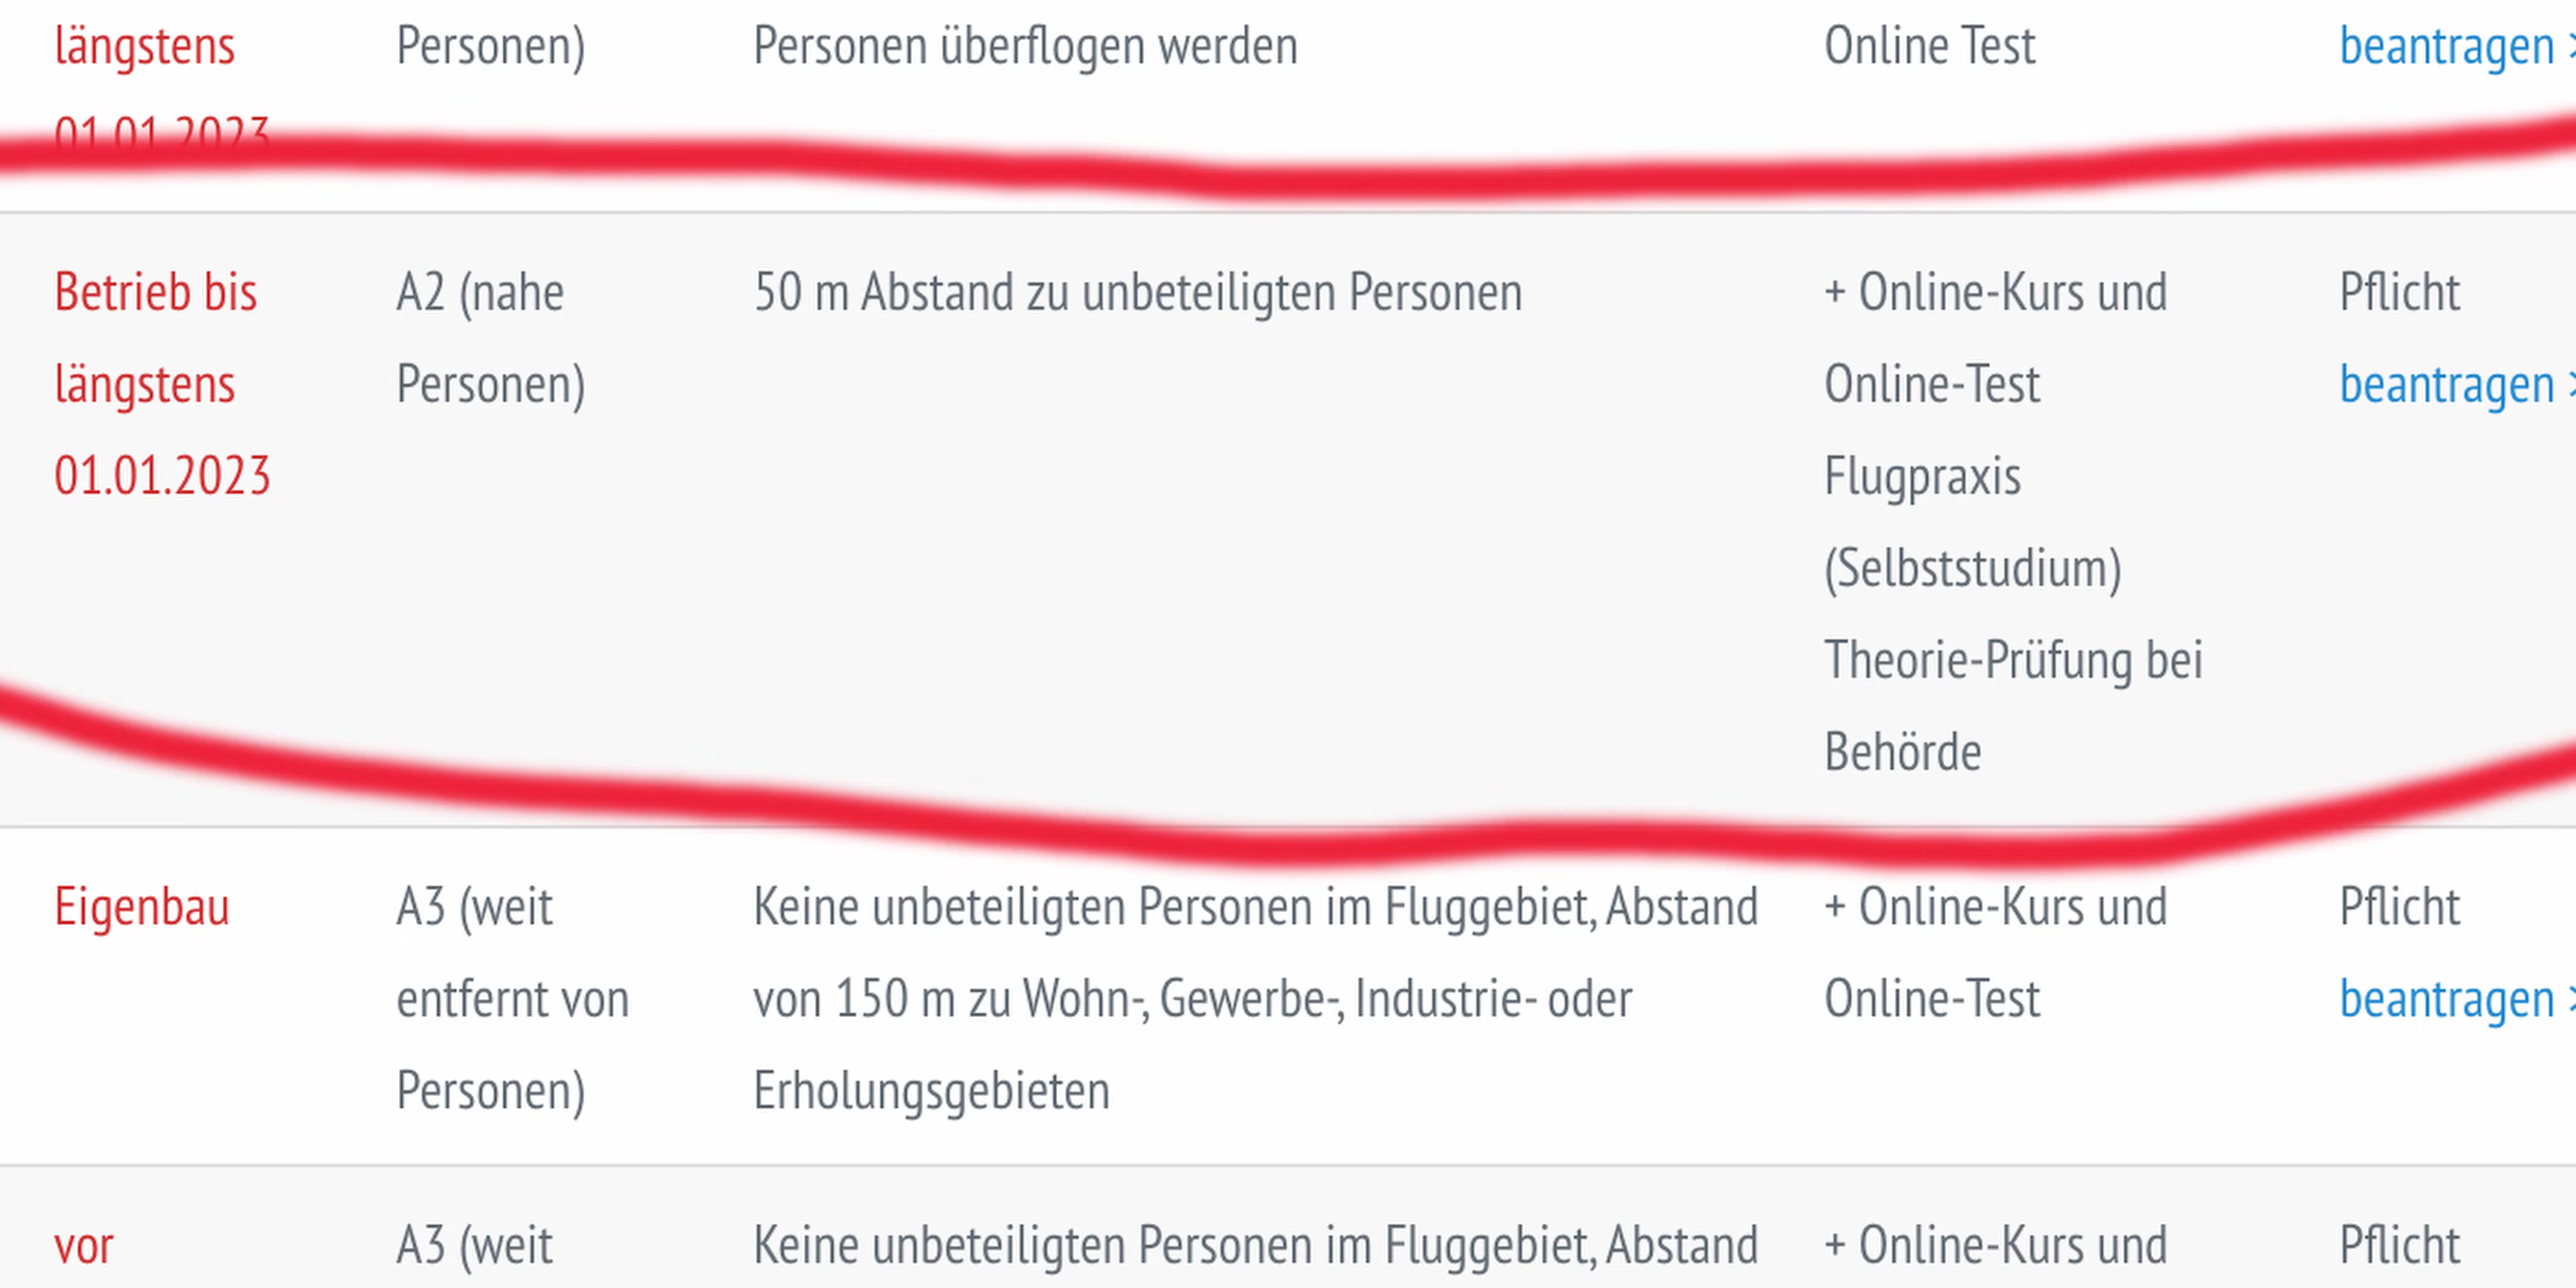 längstens Personen) Personen überflogen werden Online Test beantragen >
01.01.2023
Betrieb bis A2 (nahe 50 m Abstand zu unbeteiligten Personen + Online-Kurs und Pflicht
längstens Personen) Online-Test beantragen >
01.01.2023 Flugpraxis
(Selbststudium)
Theorie-Prüfung bei
Behörde
Eigenbau A3 (weit Keine unbeteiligten Personen im Fluggebiet, Abstand + Online-Kurs und Pflicht
entfernt von von 150 m zu Wohn-, Gewerbe-, Industrie- oder Online-Test beantragen >
Personen) Erholungsgebieten
vor A3 (weit Keine unbeteiligten Personen im Fluggebiet, Abstand + Online-Kurs und Pflicht